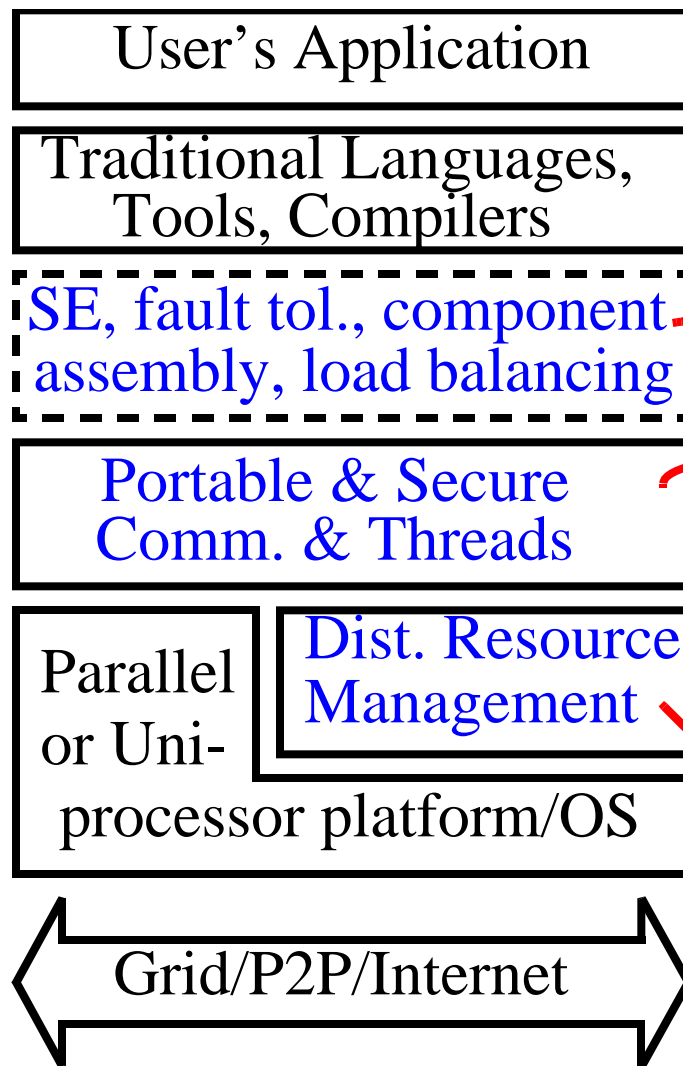 User’s Application
Traditional Languages,
Tools, Compilers
SE, fault tol., component
assembly, load balancing
Portable & Secure
Comm. & Threads
Dist. Resource
Management
Parallel
or Uni-
processor platform/OS
Grid/P2P/Internet